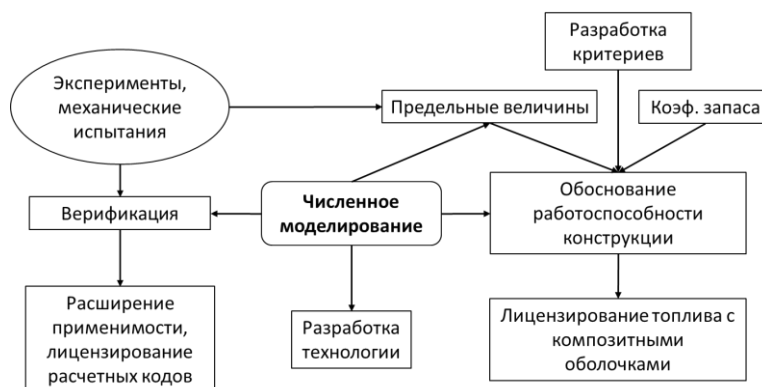 Разработка
критериев
Эксперименты,
механические
испытания
Предельные величины
Коэф. запаса
Верификация
Численное
моделирование
Обоснование
работоспособности
конструкции
Расширение
применимости,
лицензирование
расчетных кодов
Разработка
технологии
Лицензирование топлива с
композитными
оболочками